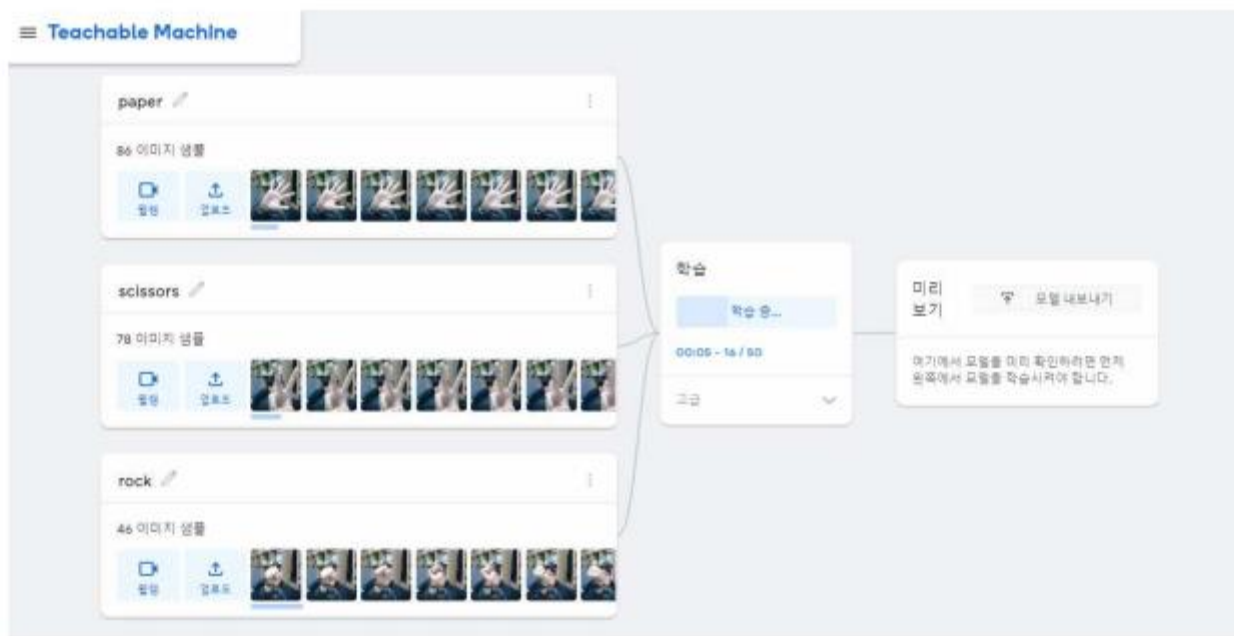 Teachable Machine
paper
86 이미지 샘플
웹캠
업로드
scissors
78 이미지 샘플
웹캠
업로드
rock
46 이미지 샘플
웹캠
업로드
학습
학습 중...
00:05 - 16 / 50
고급
미리
보기
모델 내보내기
여기에서 모델을 미리 확인하려면 먼저
왼쪽에서 모델을 학습시켜야 합니다.